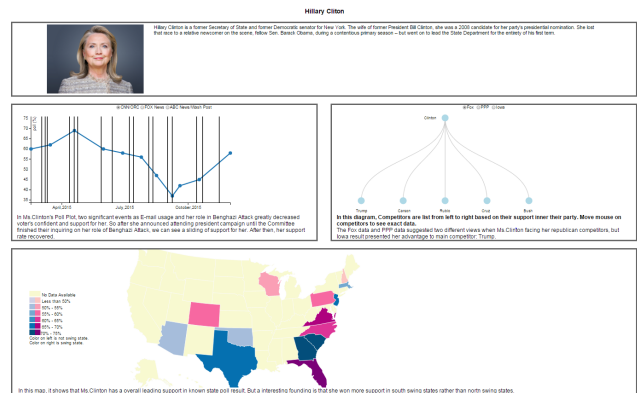 Hillary Cliton
Hillary Clinton is a former Secretary of State and former Democratic senator for New York. The wife of former President Bill Clinton, she was a 2008 candidate for her party's presidential nomination. She lost
that race to a relative newcomer on the scene, fellow Sen. Barack Obama, during a contentious primary season -- but went on to lead the State Department for the entirety of his first term.
CNN/ORC FOX News ABC News/Wash Post
poll (%)
75
70
65
60
55
50
45
40
35
April 2015 July 2015 October 2015
In Ms.Clinton's Poll Plot, two significant events as E-mail usage and her role in Benghazi Attack greatly decreased
voter's confident and support for her. So after she announced attending president campaign until the Committee
finished their inquiring on her role of Benghazi Attack, we can see a sliding of support for her. After then, her support
rate recovered.
Fox PPP Iowa
Clinton
Trump Carson Rubio Cruz Bush
In this diagram, Competitors are list from left to right based on their support inner their party. Move mouse on
competitors to see exact data.
The Fox data and PPP data suggested two different views when Ms.Clinton facing her republican competitors, but
Iowa result presented her advantage to main competitor: Trump.
No Data Available
Less than 50%
50% - 55%
55% - 60%
60% - 65%
65% - 70%
70% - 75%
Color on left is not swing state.
Color on right is swing state.
In this map, it shows that Ms.Clinton has a overall leading support in known state poll result. But a interesting founding is that she won more support in south swing states rather than north swing states.